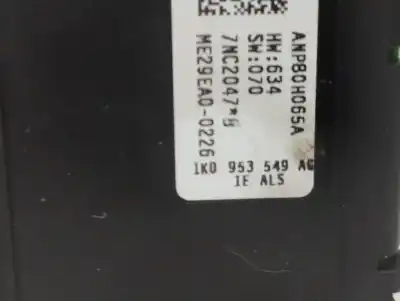 ANP80H065A
HW:634
SW:070
7NC2047*B
ME29EA0-0226
1K0 953 549 AG
IE ALS